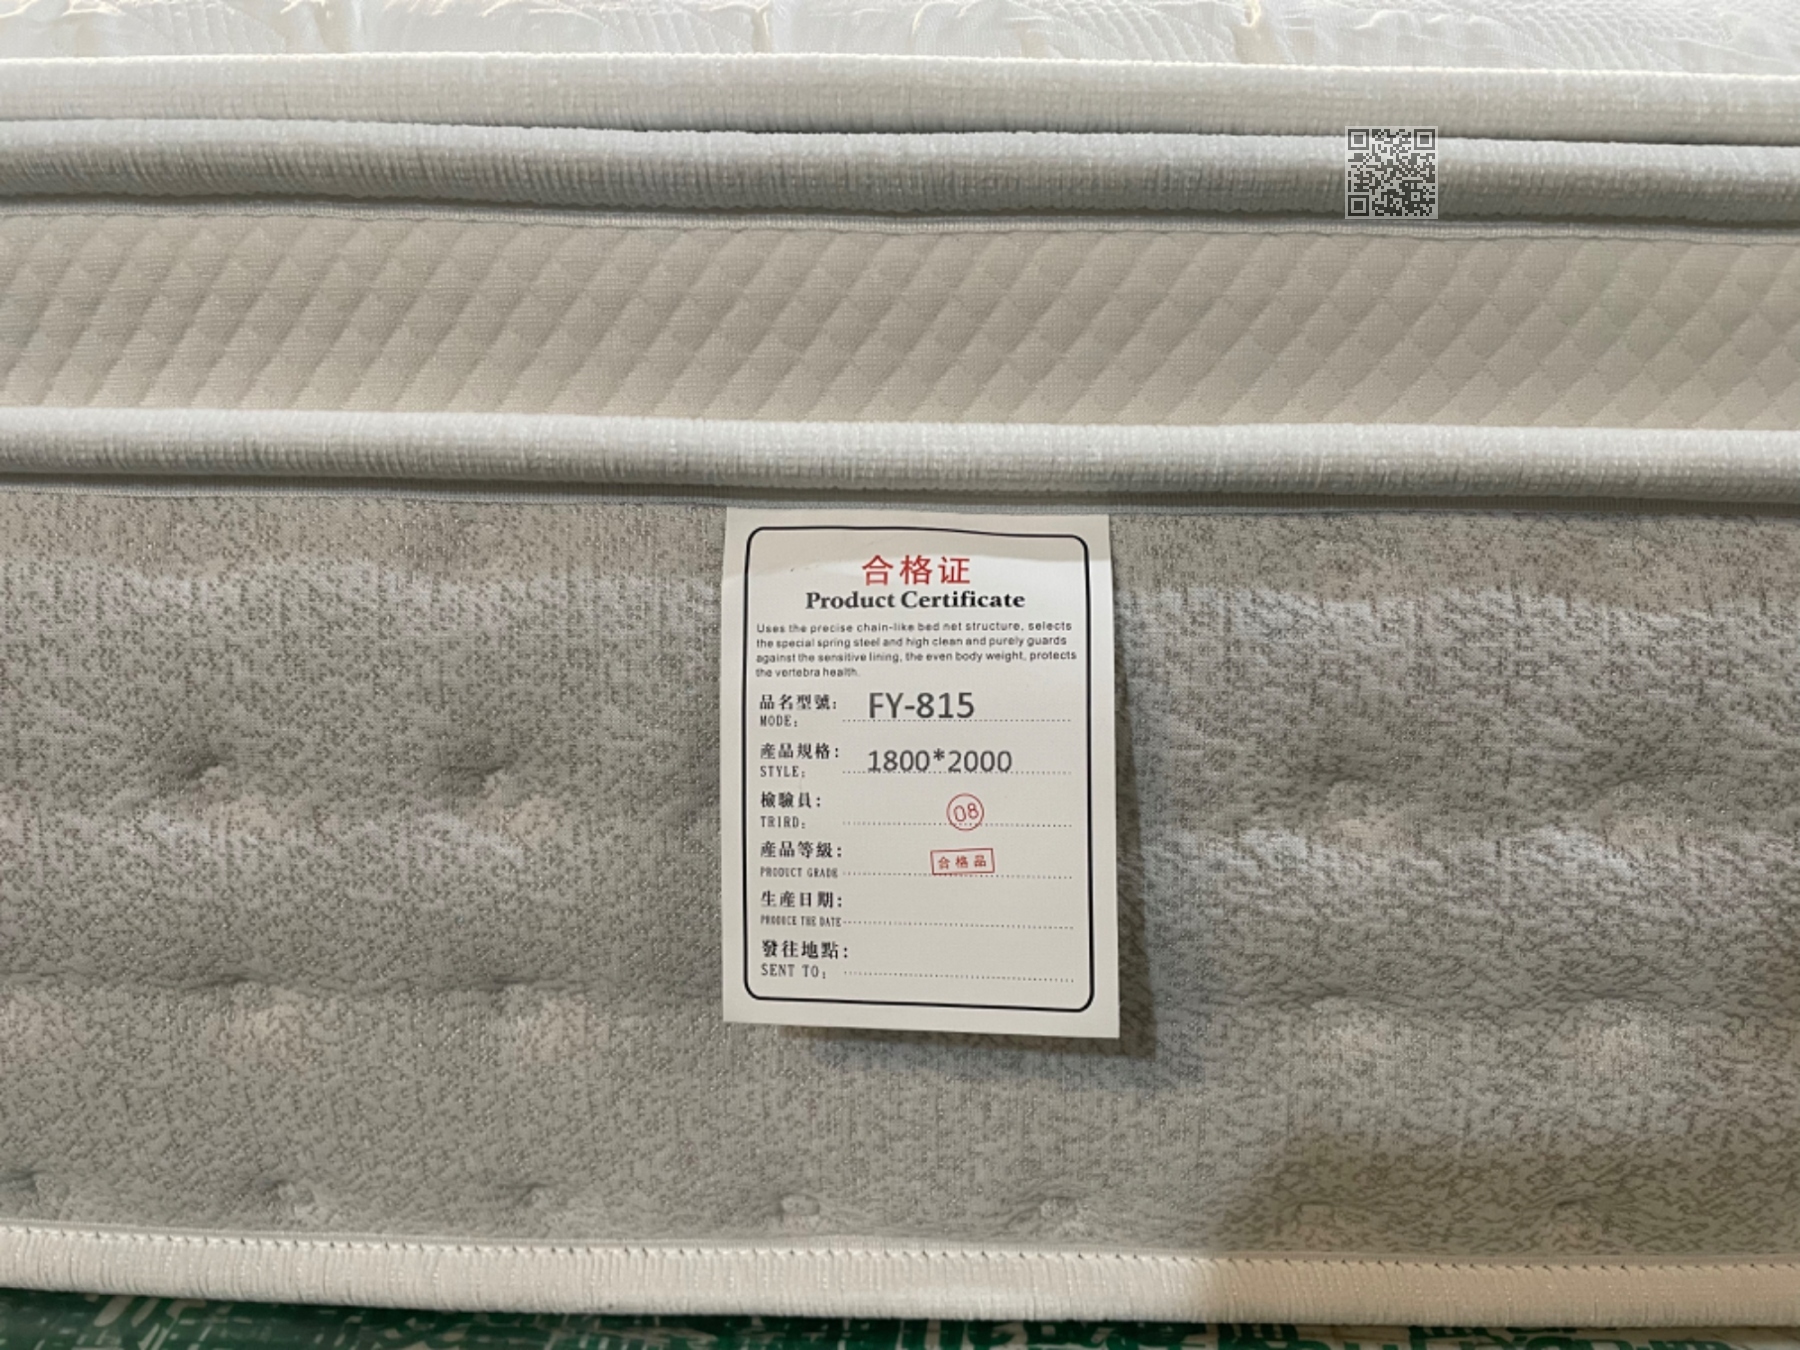 合格证
Product Certificate
Uses the precise chain-like bed net structure, selects
the special spring steel and high clean and purely guards
against the sensitive lining, the even body weight, protects
the vertebra health.
品名型號: FY-815
MODE:
產品規格: 1800*2000
STYLE:
檢驗員: 08
TRIRD:
產品等級: 合格品
PRODUCT GRADE
生產日期:
PRODUCE THE DATE
發往地點:
SENT TO: